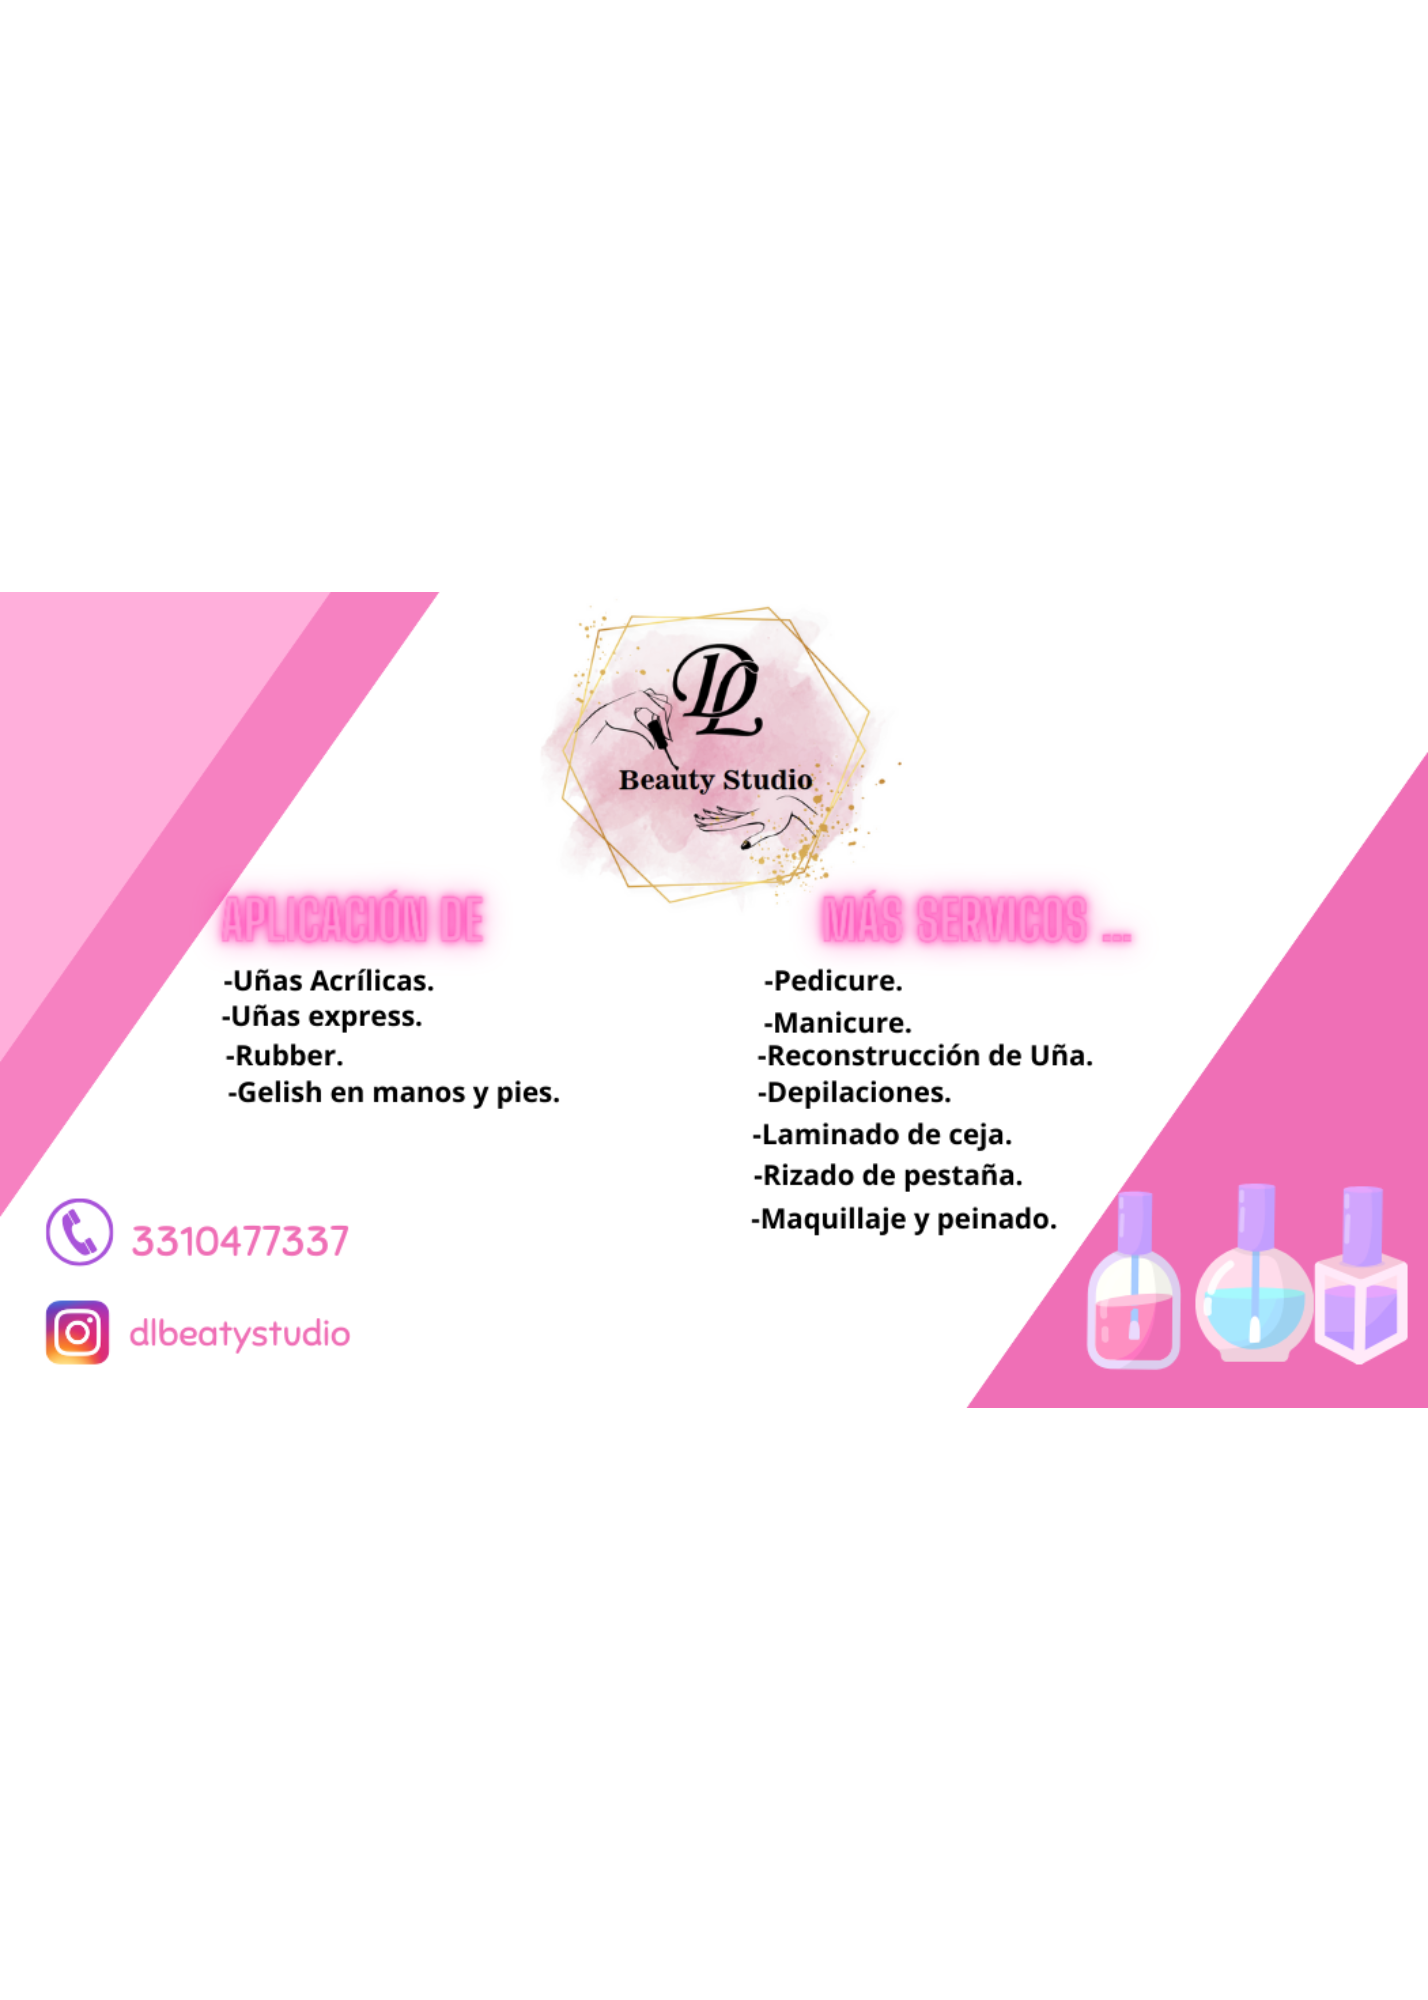 DL
Beauty Studio
APLICACIÓN DE
-Uñas Acrílicas.
-Uñas express.
-Rubber.
-Gelish en manos y pies.
MÁS SERVICOS ...
-Pedicure.
-Manicure.
-Reconstrucción de Uña.
-Depilaciones.
-Laminado de ceja.
-Rizado de pestaña.
-Maquillaje y peinado.
3310477337
dlbeatystudio